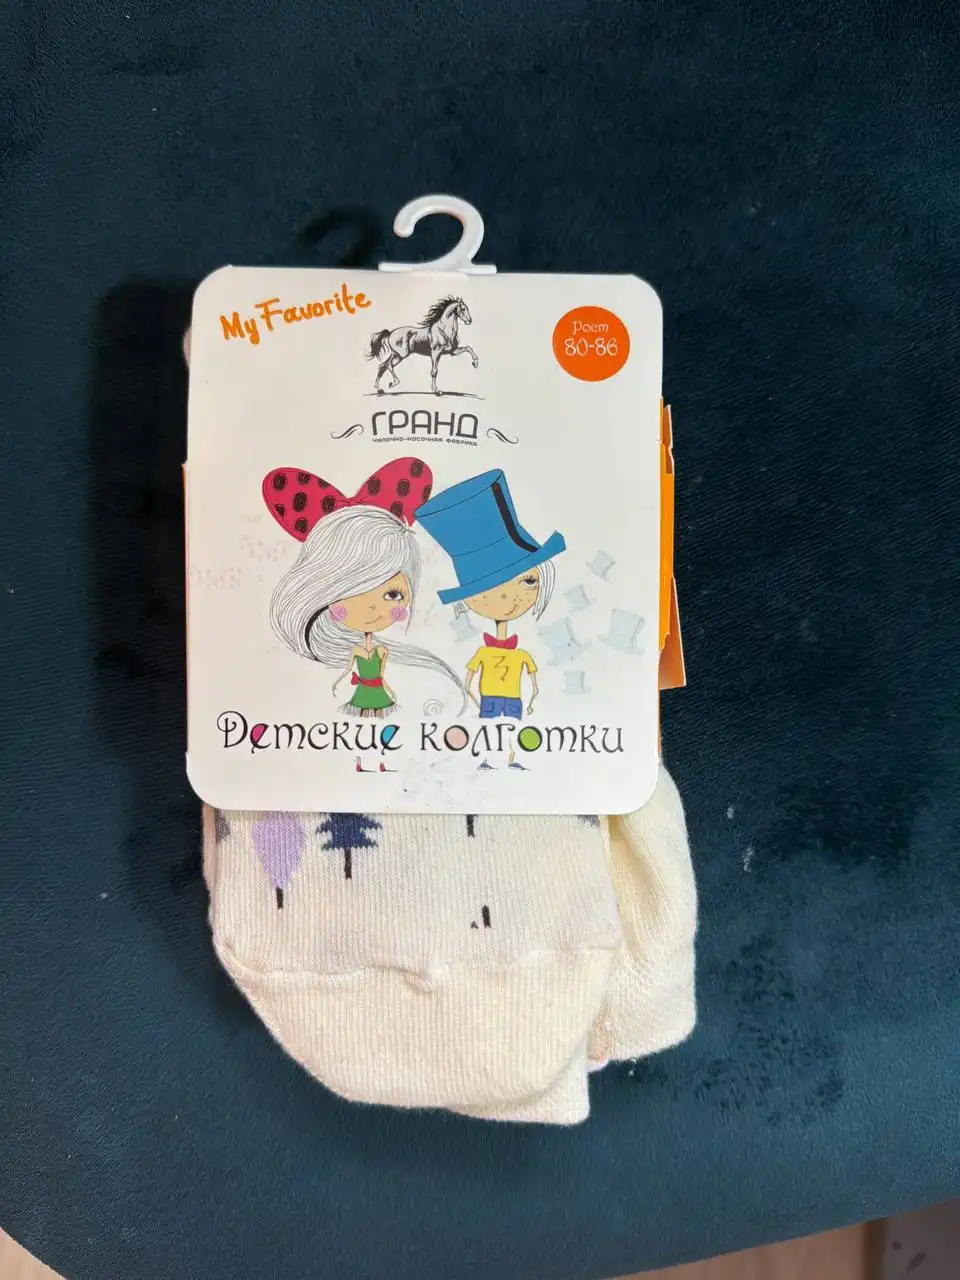 My Favorite
Рост
80-86
ГРАНД
ЧУЛОЧНО-НОСОЧНАЯ ФАБРИКА
Детские колготки